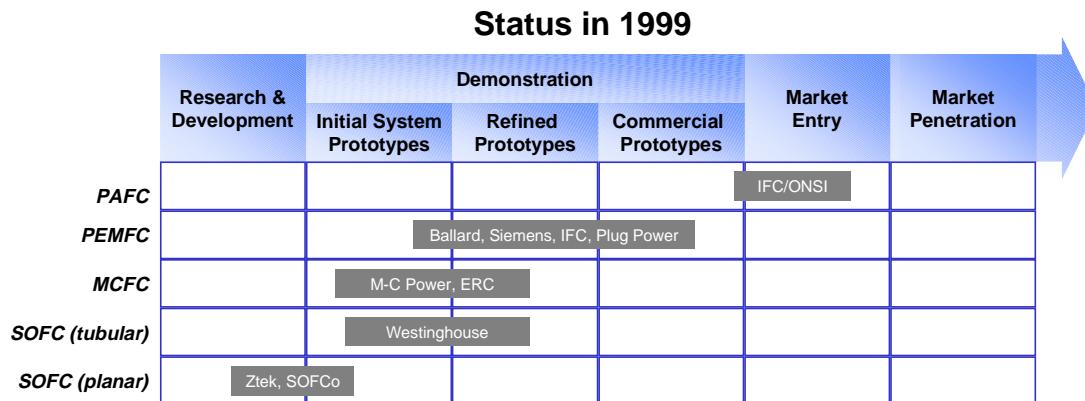 Status in 1999
Demonstration
Research &
Development
Market
Entry
Market
Penetration
Initial System
Prototypes
Refined
Prototypes
Commercial
Prototypes
PAFC
IFC/ONSI
PEMFC
Ballard, Siemens, IFC, Plug Power
MCFC
M-C Power, ERC
SOFC (tubular)
Westinghouse
SOFC (planar)
Ztek, SOFCo